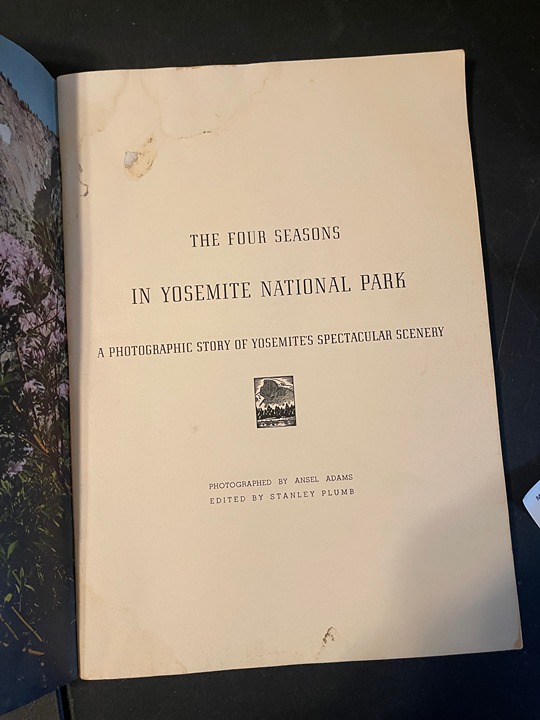 THE FOUR SEASONS
IN YOSEMITE NATIONAL PARK
A PHOTOGRAPHIC STORY OF YOSEMITE'S SPECTACULAR SCENERY
PHOTOGRAPHED BY ANSEL ADAMS
EDITED BY STANLEY PLUMB